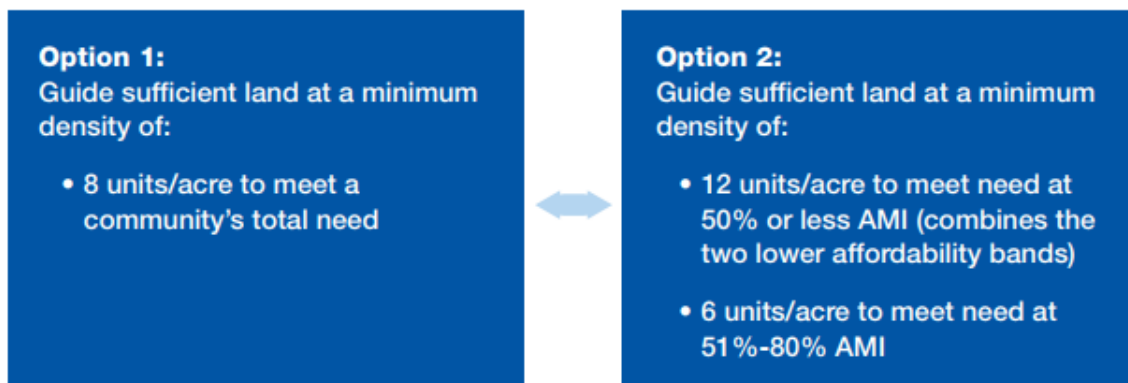 Option 1:
Guide sufficient land at a minimum
density of:
• 8 units/acre to meet a
community’s total need
Option 2:
Guide sufficient land at a minimum
density of:
• 12 units/acre to meet need at
50% or less AMI (combines the
two lower affordability bands)
• 6 units/acre to meet need at
51%-80% AMI